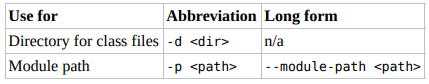 Use for Abbreviation Long form
Directory for class files -d <dir> n/a
Module path -p <path> --module-path <path>